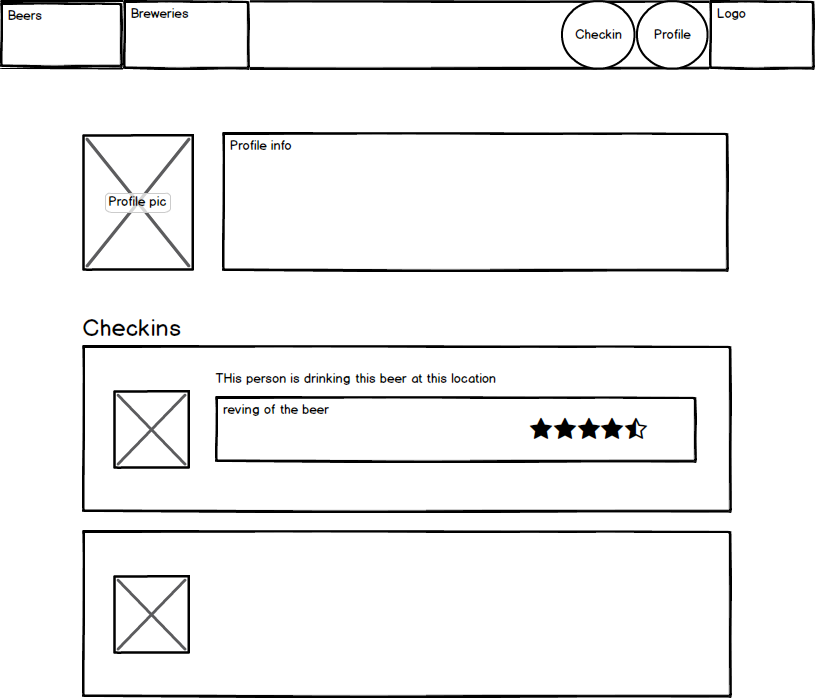 Beers
Breweries
Checkin
Profile
Logo
Profile pic
Profile info
Checkins
THis person is drinking this beer at this location
reving of the beer